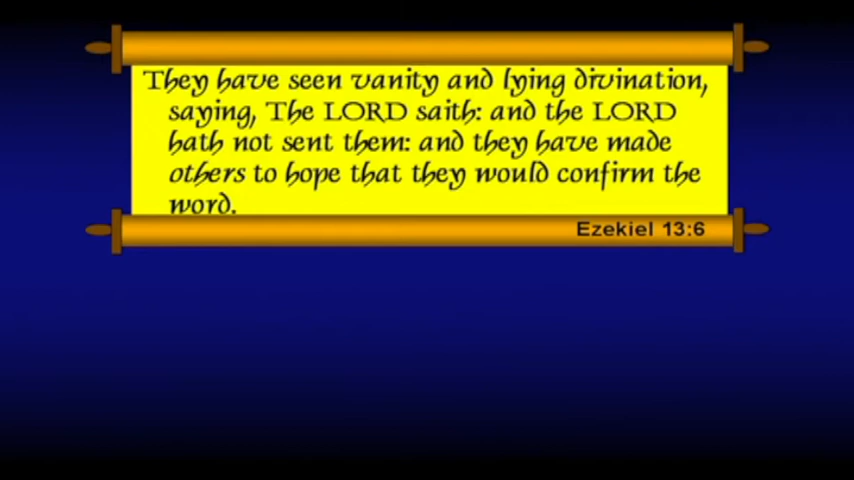 They have seen vanity and lying divination,
saying, The LORD saith: and the LORD
hath not sent them: and they have made
others to hope that they would confirm the
word.
Ezekiel 13:6